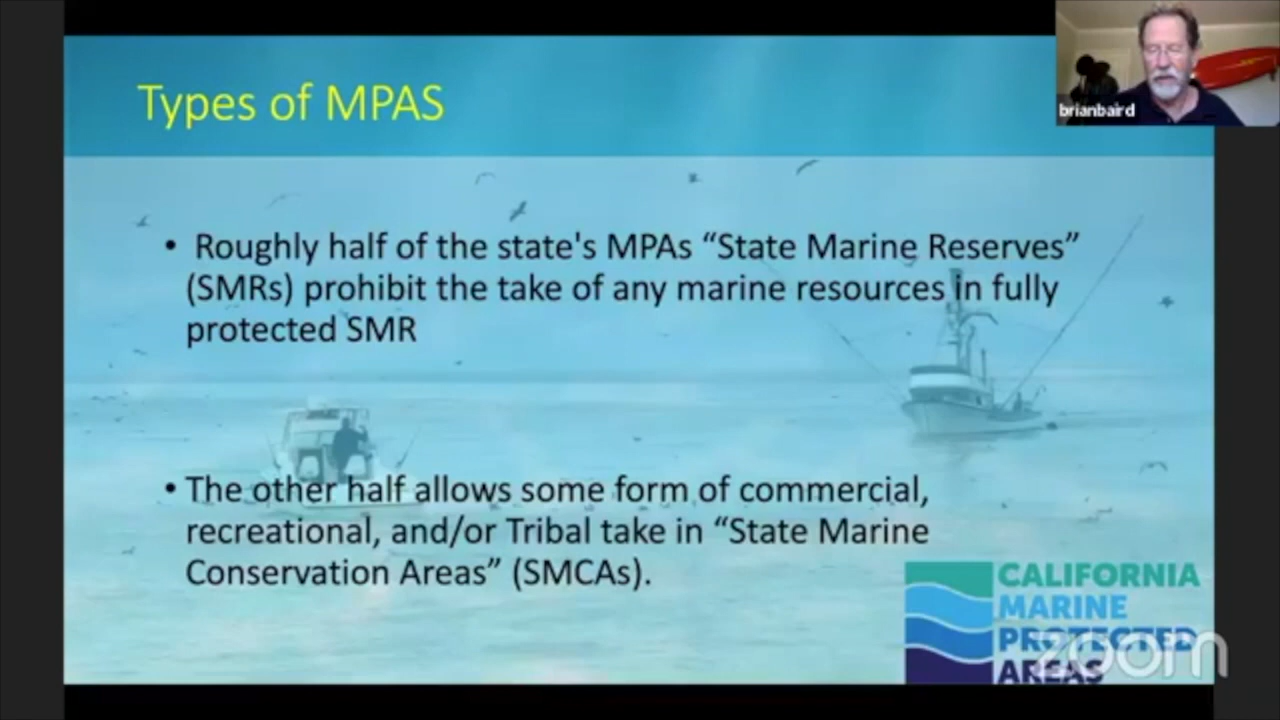 Types of MPAS
brianbaird
• Roughly half of the state's MPAs “State Marine Reserves”
(SMRs) prohibit the take of any marine resources in fully
protected SMR
• The other half allows some form of commercial,
recreational, and/or Tribal take in “State Marine
Conservation Areas” (SMCAs).
CALIFORNIA
MARINE
PROTECTED
AREAS
zoom